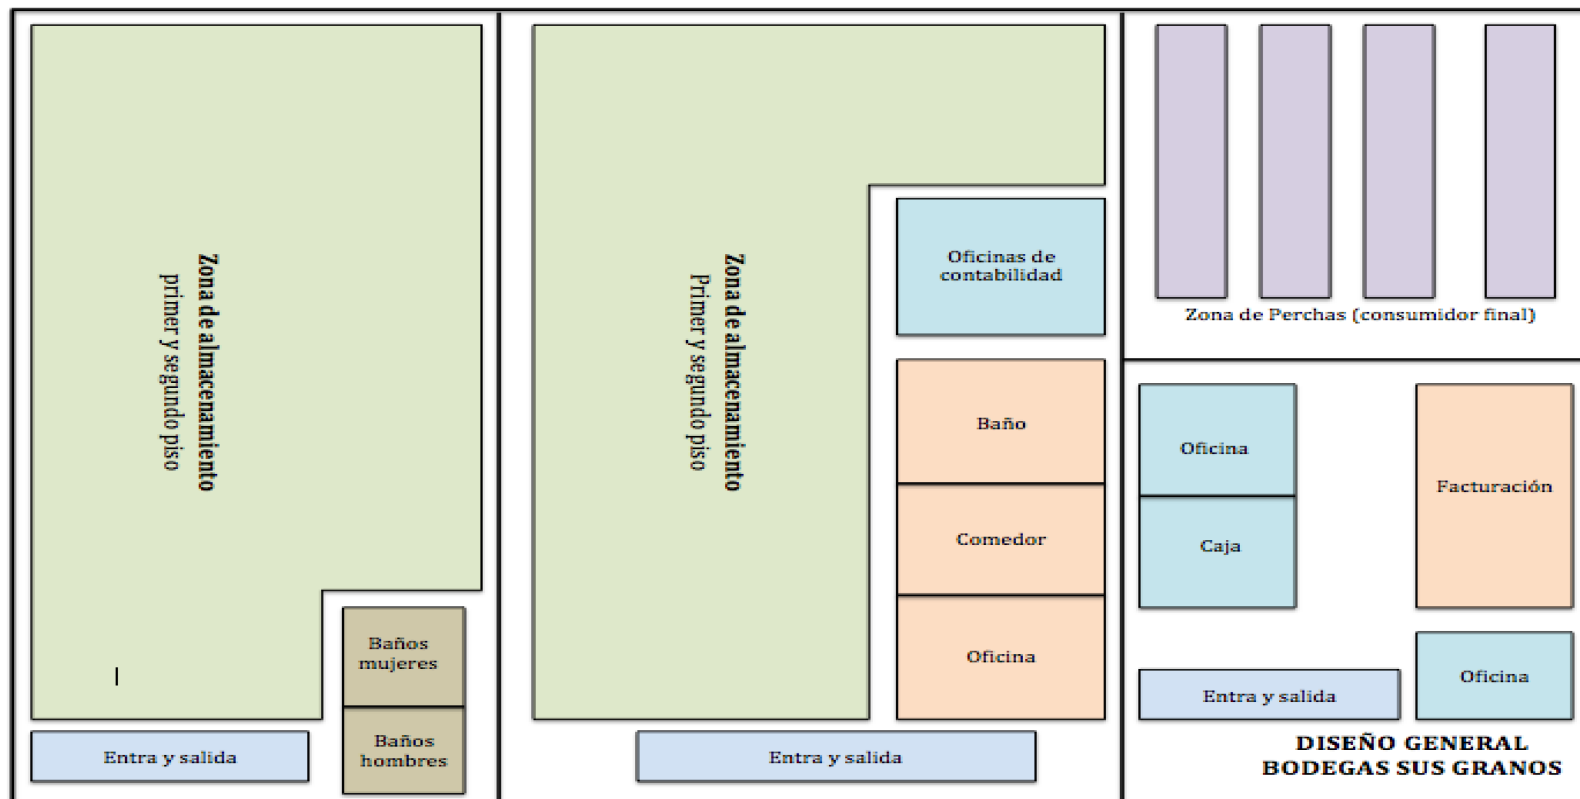 Zona de almacenamiento
primer y segundo piso
Baños
mujeres
Baños
hombres
Entra y salida
Zona de almacenamiento
Primer y segundo piso
Oficinas de
contabilidad
Baño
Comedor
Oficina
Entra y salida
Zona de Perchas (consumidor final)
Oficina
Caja
Facturación
Oficina
Entra y salida
DISEÑO GENERAL
BODEGAS SUS GRANOS